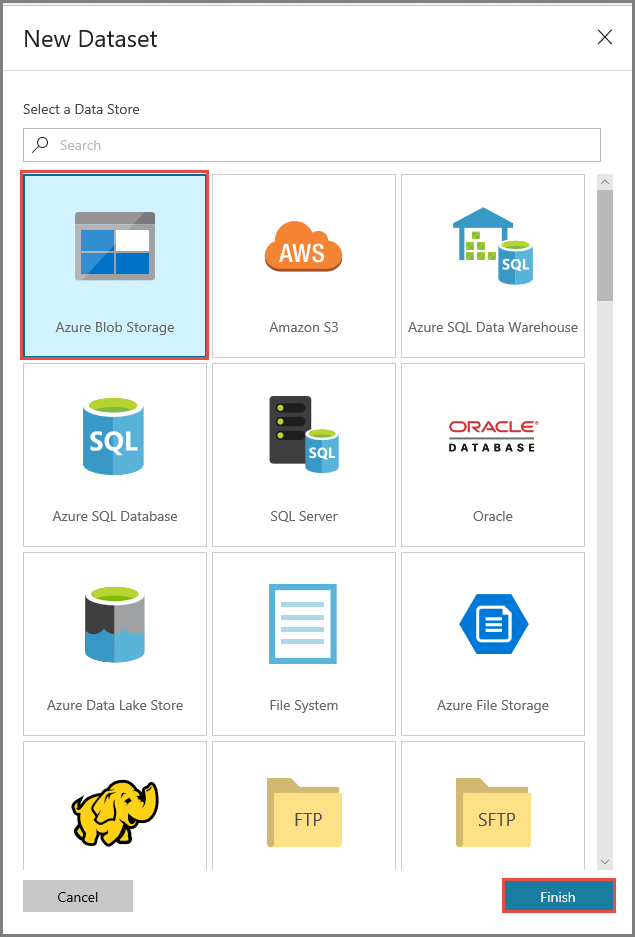 New Dataset
Select a Data Store
Search
AWS
SQL
Azure Blob Storage
Amazon S3
Azure SQL Data Warehouse
SQL
SQL
ORACLE®
DATABASE
Azure SQL Database
SQL Server
Oracle
Azure Data Lake Store
File System
Azure File Storage
FTP
SFTP
Cancel
Finish